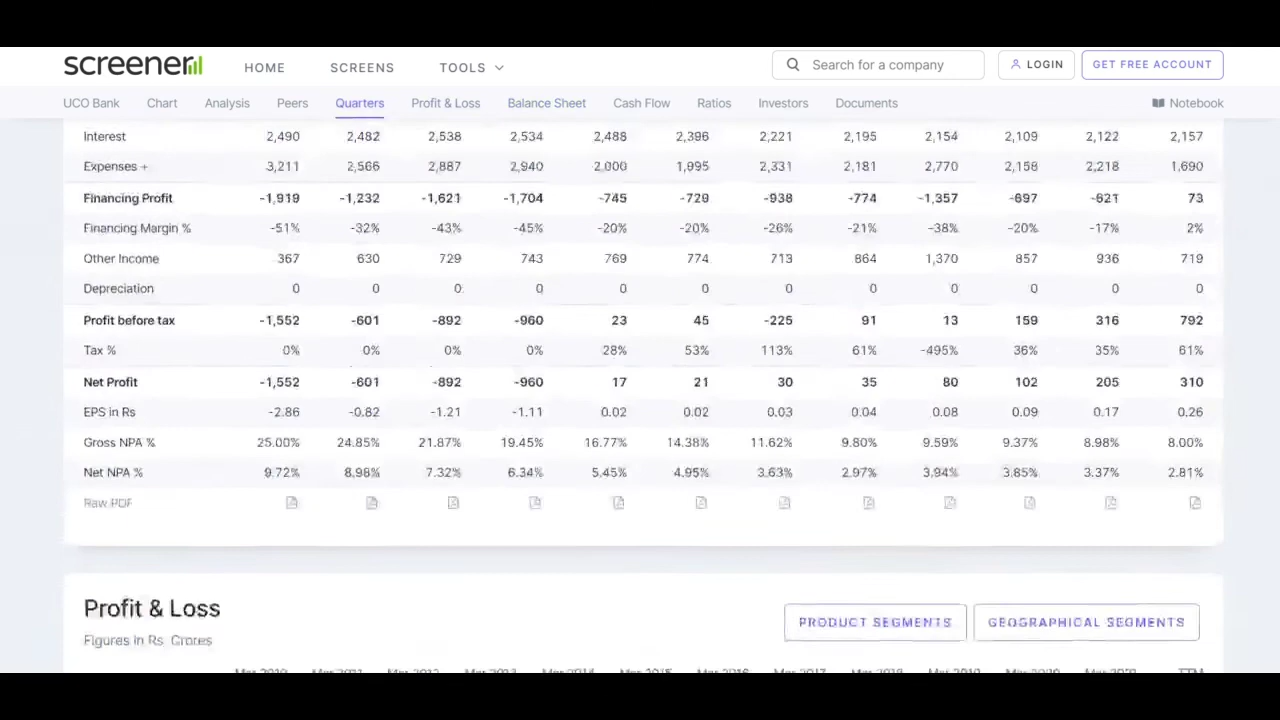 screener
HOME SCREENS TOOLS
Search for a company
LOGIN
GET FREE ACCOUNT
UCO Bank Chart Analysis Peers Quarters Profit & Loss Balance Sheet Cash Flow Ratios Investors Documents Notebook
Interest 2,490 2,482 2,538 2,534 2,488 2,396 2,221 2,195 2,154 2,109 2,122 2,157
Expenses + 3,211 2,566 2,887 2,940 2,000 1,995 2,331 2,181 2,770 2,156 2,218 1,690
Financing Profit -1,919 -1,232 -1,621 -1,704 -745 -729 -938 -774 -1,357 -697 -621 73
Financing Margin % -51% -32% -43% -45% -20% -20% -26% -21% -38% -20% -17% 2%
Other Income 367 630 729 743 769 774 713 864 1,370 857 936 719
Depreciation 0 0 0 0 0 0 0 0 0 0 0 0
Profit before tax -1,552 -601 -892 -960 23 45 -225 91 13 159 316 792
Tax % 0% 0% 0% 0% 28% 53% 113% 61% -495% 36% 35% 61%
Net Profit -1,552 -601 -892 -960 17 21 30 35 80 102 205 310
EPS in Rs -2.86 -0.82 -1.21 -1.11 0.02 0.02 0.03 0.04 0.08 0.09 0.17 0.26
Gross NPA % 25.00% 24.85% 21.87% 19.45% 16.77% 14.38% 11.62% 9.80% 9.59% 9.37% 8.98% 8.00%
Net NPA % 9.72% 8.98% 7.32% 6.34% 5.45% 4.95% 3.63% 2.97% 3.94% 3.85% 3.37% 2.81%
Raw PDF
Profit & Loss
PRODUCT SEGMENTS GEOGRAPHICAL SEGMENTS
Figures in Rs. Crores